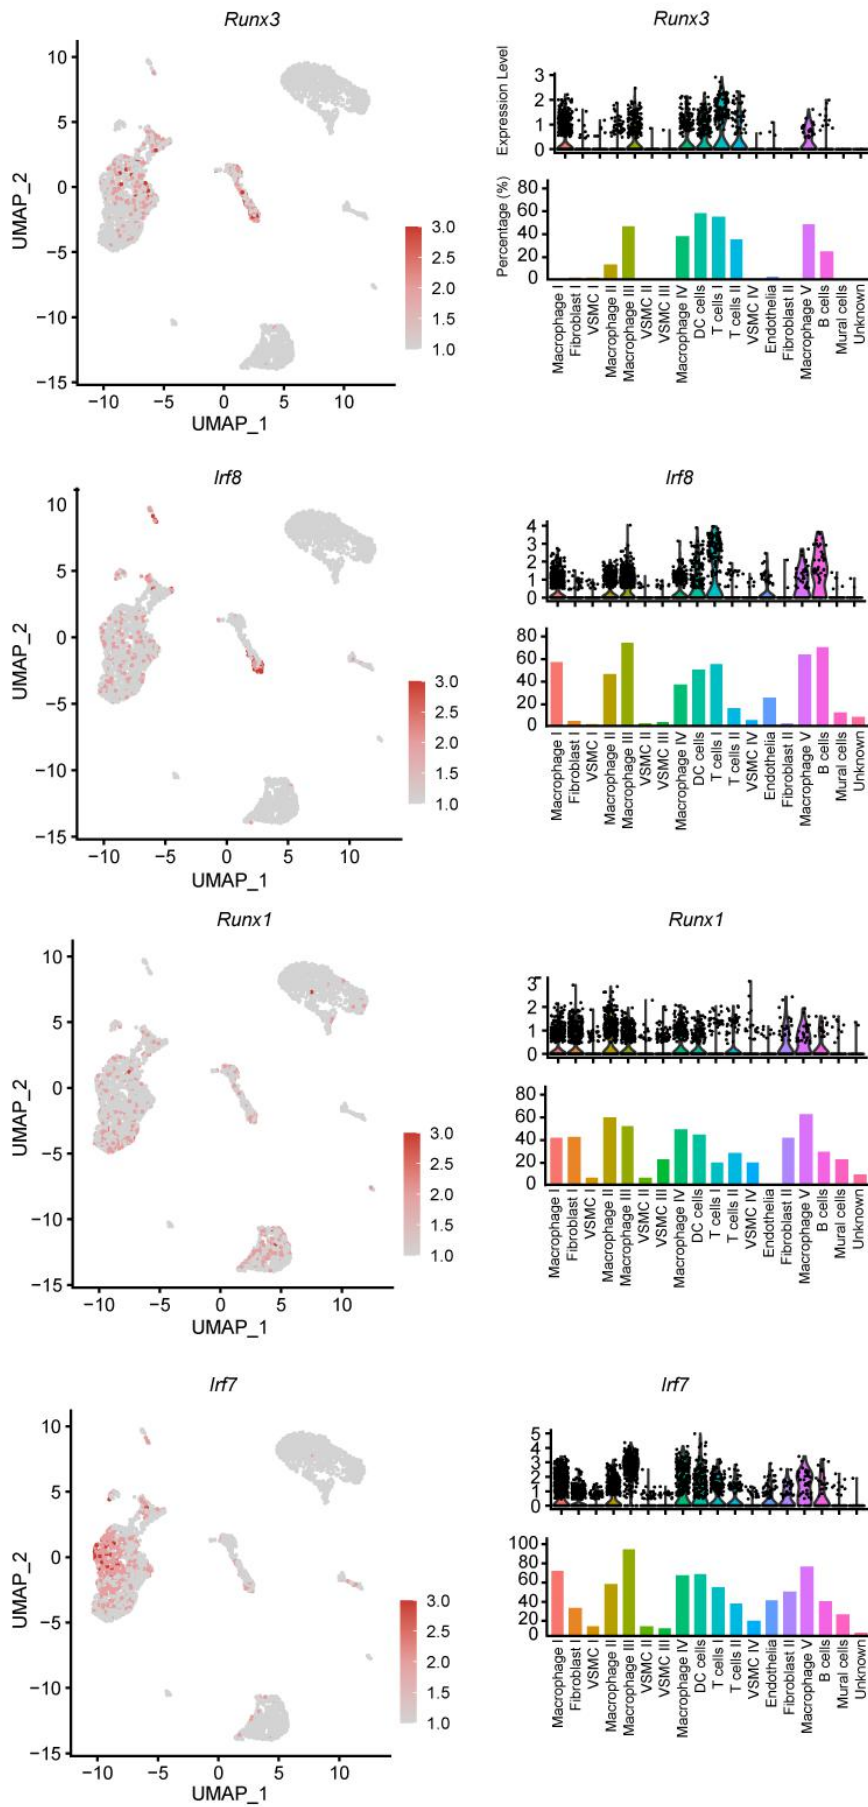 Runx3
10
5
0
−5
−10
−15
UMAP_2
−10 −5 0 5 10
UMAP_1
3.0
2.5
2.0
1.5
1.0
Runx3
Expression Level
3
2
1
0
Percentage (%)
80
60
40
20
0
Macrophage I
Fibroblast I
VSMC I
Macrophage II
Macrophage III
VSMC II
VSMC III
Macrophage IV
DC cells
T cells I
T cells II
VSMC IV
Endothelia
Fibroblast II
Macrophage V
B cells
Mural cells
Unknown
Irf8
10
5
0
−5
−10
−15
UMAP_2
−10 −5 0 5 10
UMAP_1
3.0
2.5
2.0
1.5
1.0
Irf8
4
3
2
1
0
80
60
40
20
0
Macrophage I
Fibroblast I
VSMC I
Macrophage II
Macrophage III
VSMC II
VSMC III
Macrophage IV
DC cells
T cells I
T cells II
VSMC IV
Endothelia
Fibroblast II
Macrophage V
B cells
Mural cells
Unknown
Runx1
10
5
0
−5
−10
−15
UMAP_2
−10 −5 0 5 10
UMAP_1
3.0
2.5
2.0
1.5
1.0
Runx1
3
2
1
0
80
60
40
20
0
Macrophage I
Fibroblast I
VSMC I
Macrophage II
Macrophage III
VSMC II
VSMC III
Macrophage IV
DC cells
T cells I
T cells II
VSMC IV
Endothelia
Fibroblast II
Macrophage V
B cells
Mural cells
Unknown
Irf7
10
5
0
−5
−10
−15
UMAP_2
−10 −5 0 5 10
UMAP_1
3.0
2.5
2.0
1.5
1.0
Irf7
5
4
3
2
1
0
100
80
60
40
20
0
Macrophage I
Fibroblast I
VSMC I
Macrophage II
Macrophage III
VSMC II
VSMC III
Macrophage IV
DC cells
T cells I
T cells II
VSMC IV
Endothelia
Fibroblast II
Macrophage V
B cells
Mural cells
Unknown